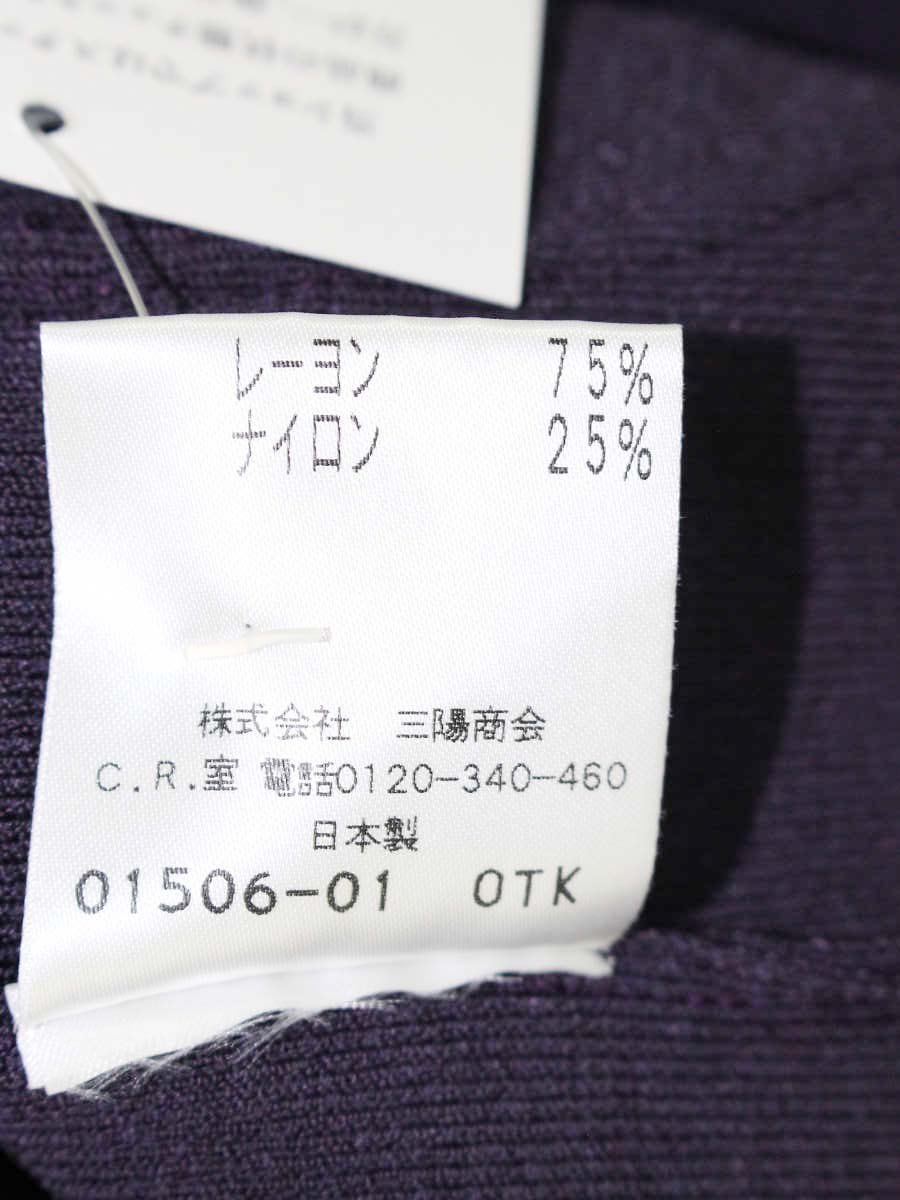 レーヨン 75%
ナイロン 25%
株式会社 三陽商会
C.R.室 電話0120-340-460
日本製
01506-01 OTK